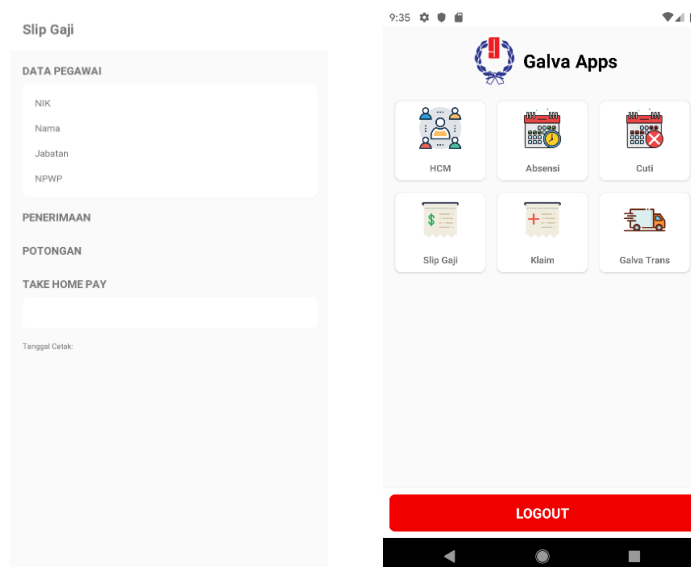 Slip Gaji
DATA PEGAWAI
NIK
Nama
Jabatan
NPWP
PENERIMAAN
POTONGAN
TAKE HOME PAY
Tanggal Cetak:
9:35
Galva Apps
HCM
Absensi
Cuti
Slip Gaji
Klaim
Galva Trans
LOGOUT